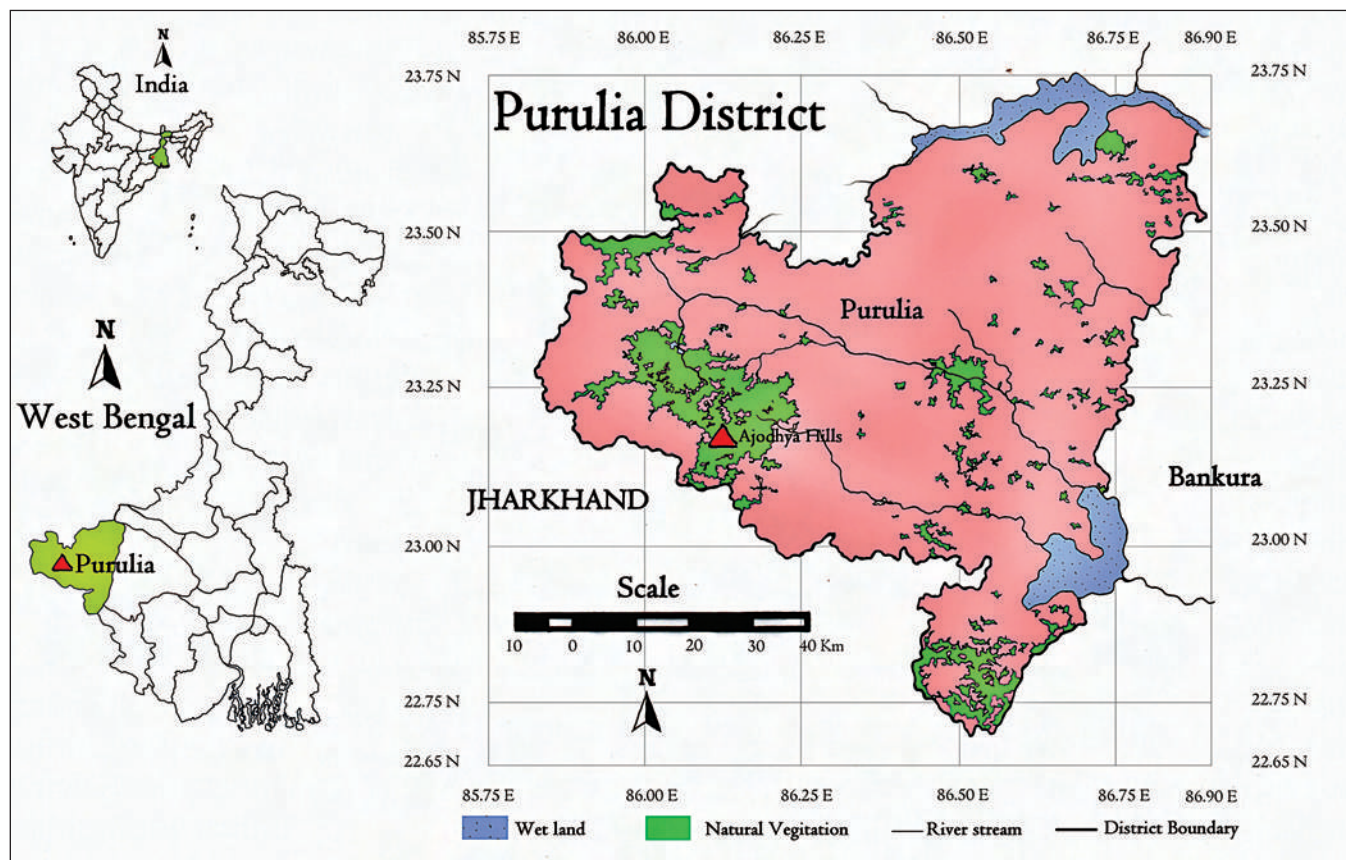 N
India
N
West Bengal
Purulia
85.75 E 86.00 E 86.25 E 86.50 E 86.75 E 86.90 E
23.75 N 23.75 N
Purulia District
23.50 N 23.50 N
Purulia
23.25 N 23.25 N
Ajodhya Hills
JHARKHAND
Bankura
23.00 N 23.00 N
Scale
10 0 10 20 30 40 Km
N
22.75 N 22.75 N
22.65 N 22.65 N
85.75 E 86.00 E 86.25 E 86.50 E 86.75 E 86.90 E
Wet land Natural Vegitation River stream District Boundary